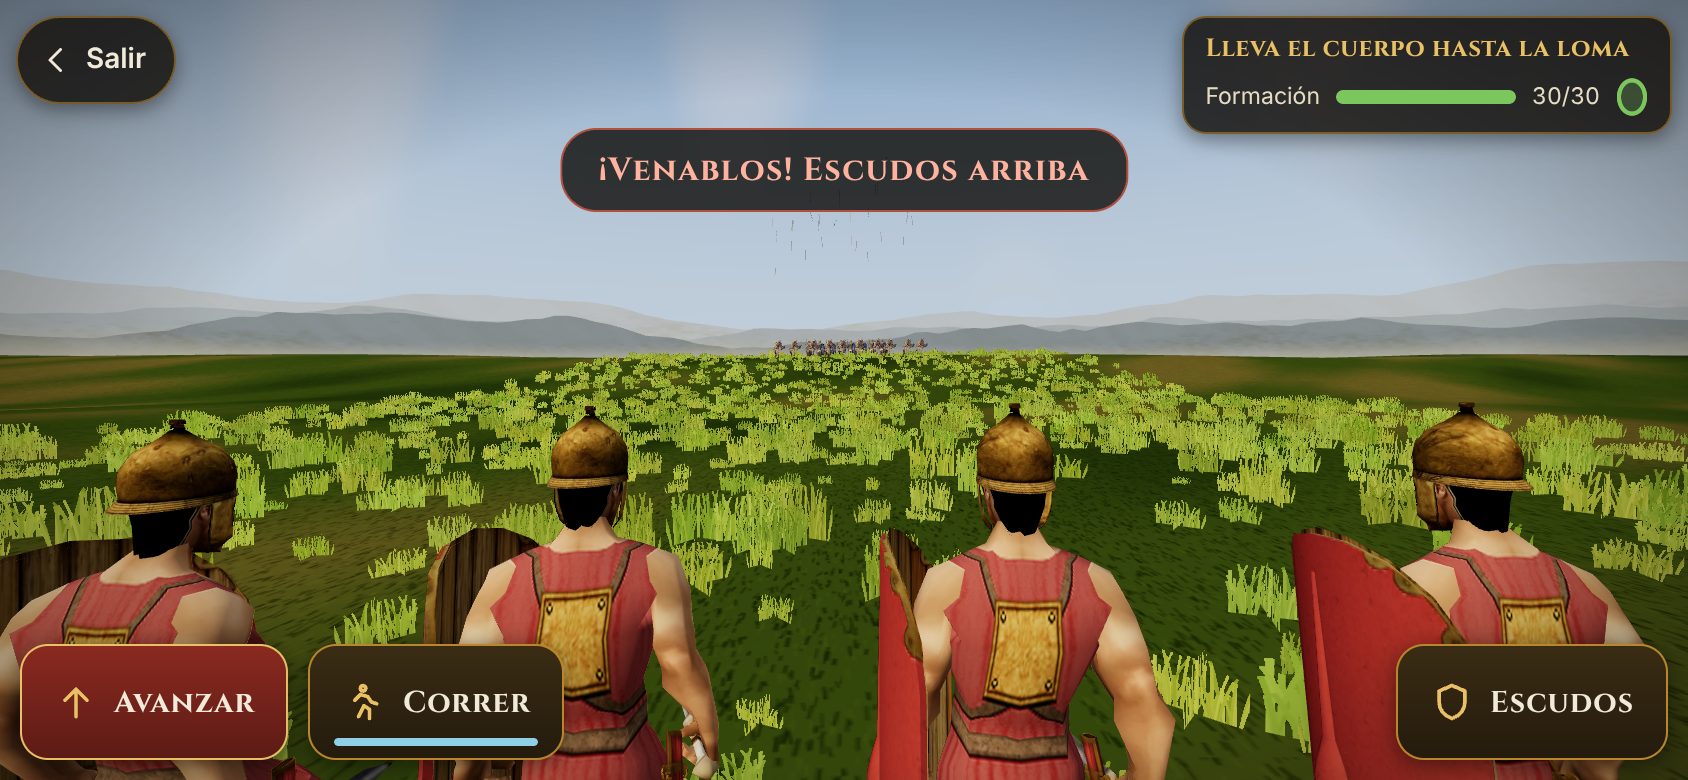 Salir
Lleva el cuerpo hasta la loma
Formación 30/30
¡Venablos! Escudos arriba
Avanzar
Correr
Escudos